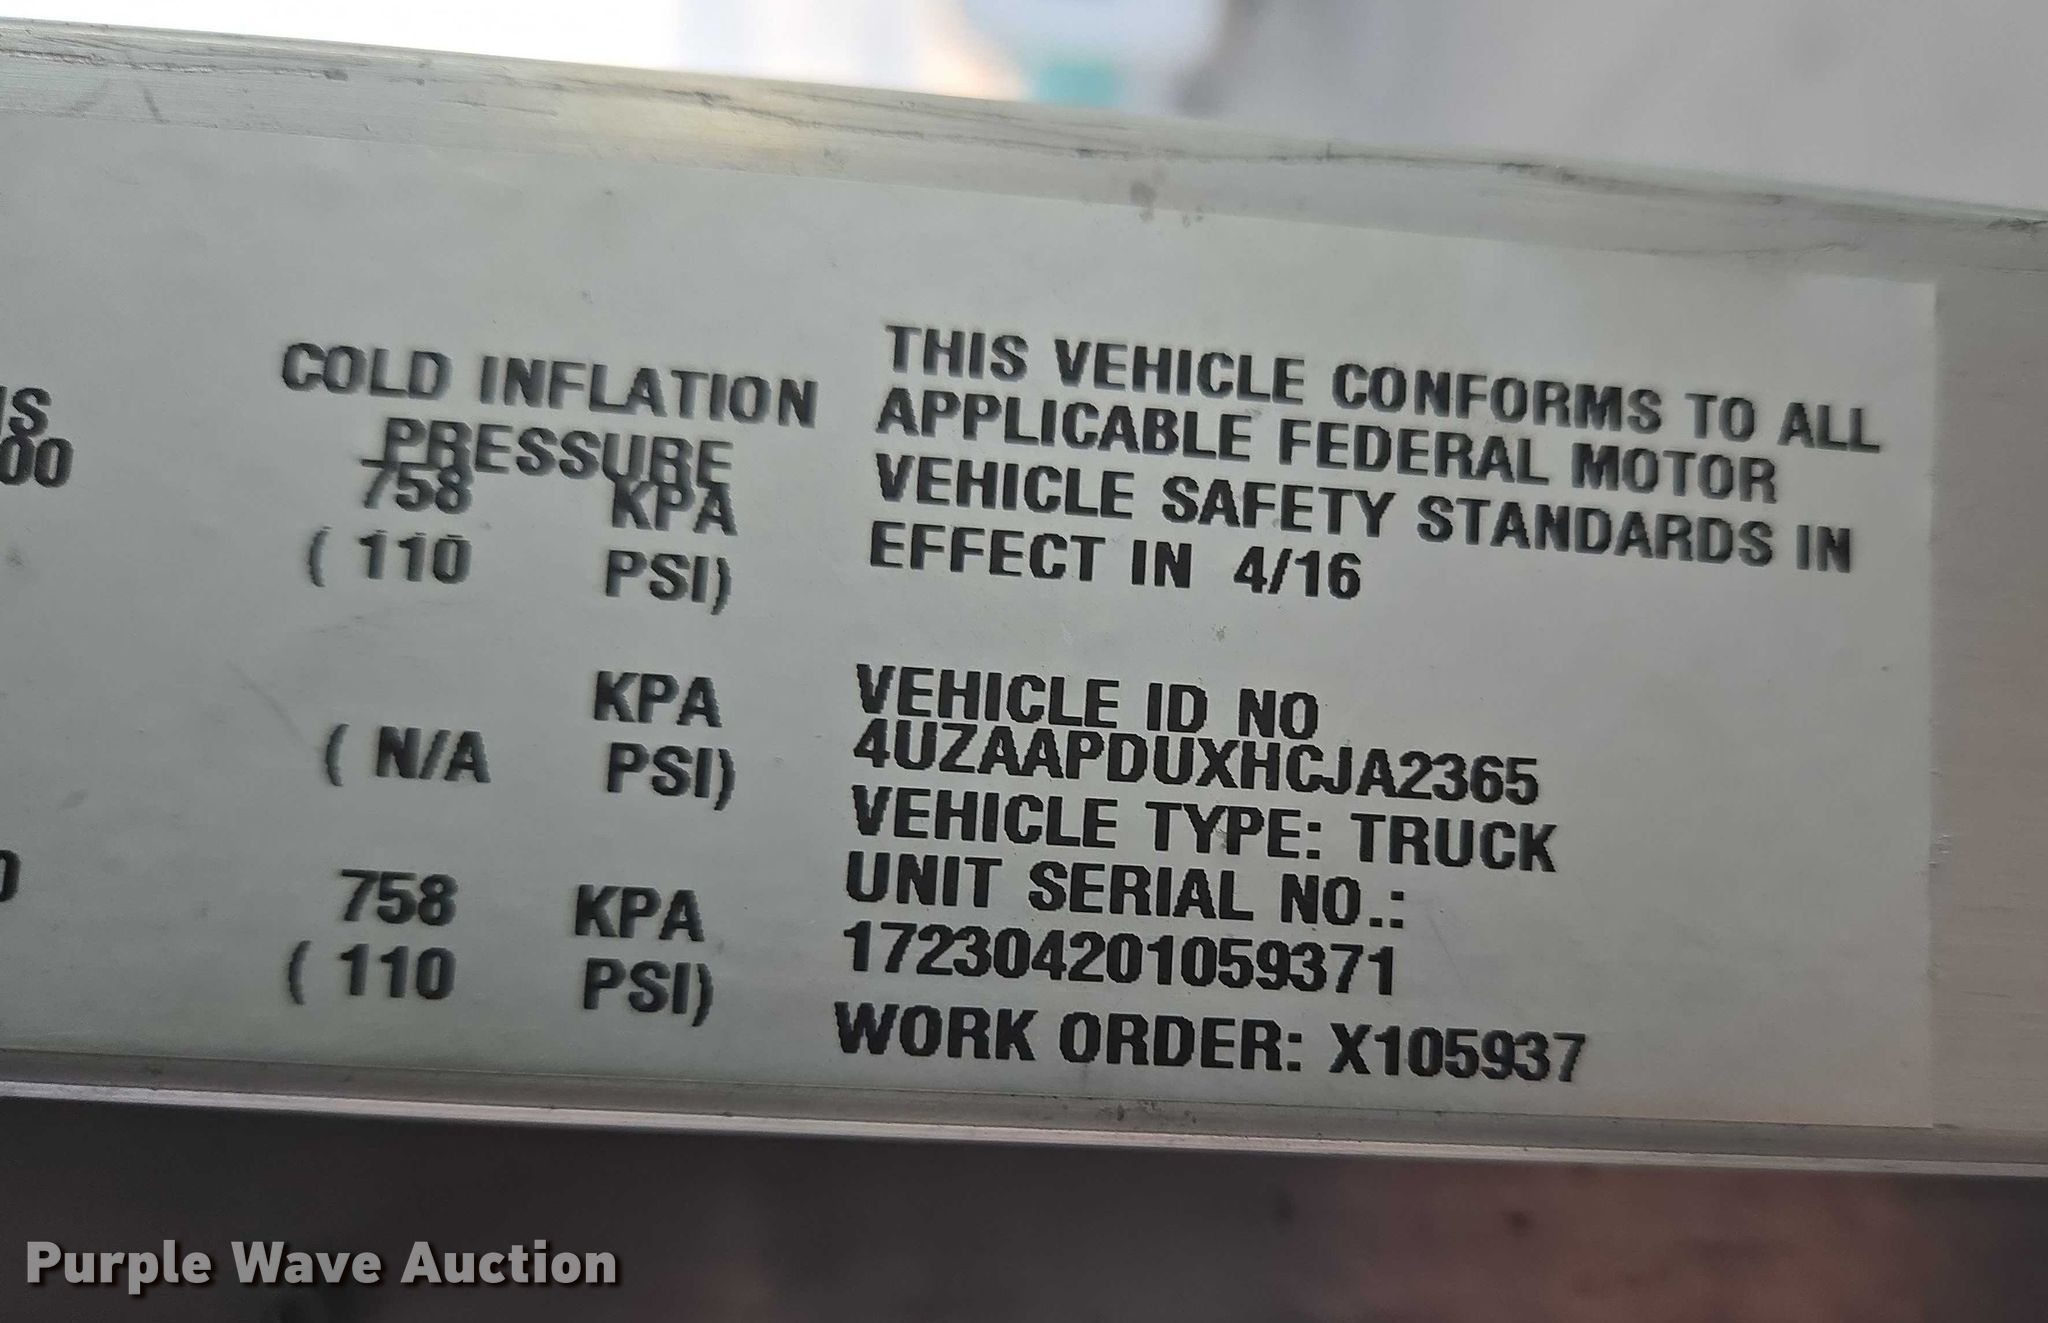 COLD INFLATION
PRESSURE
758 KPA
( 110 PSI)
KPA
( N/A PSI)
758 KPA
( 110 PSI)
THIS VEHICLE CONFORMS TO ALL
APPLICABLE FEDERAL MOTOR
VEHICLE SAFETY STANDARDS IN
EFFECT IN 4/16
VEHICLE ID NO
4UZAAPDUXHCJA2365
VEHICLE TYPE: TRUCK
UNIT SERIAL NO.:
172304201059371
WORK ORDER: X105937
Purple Wave Auction